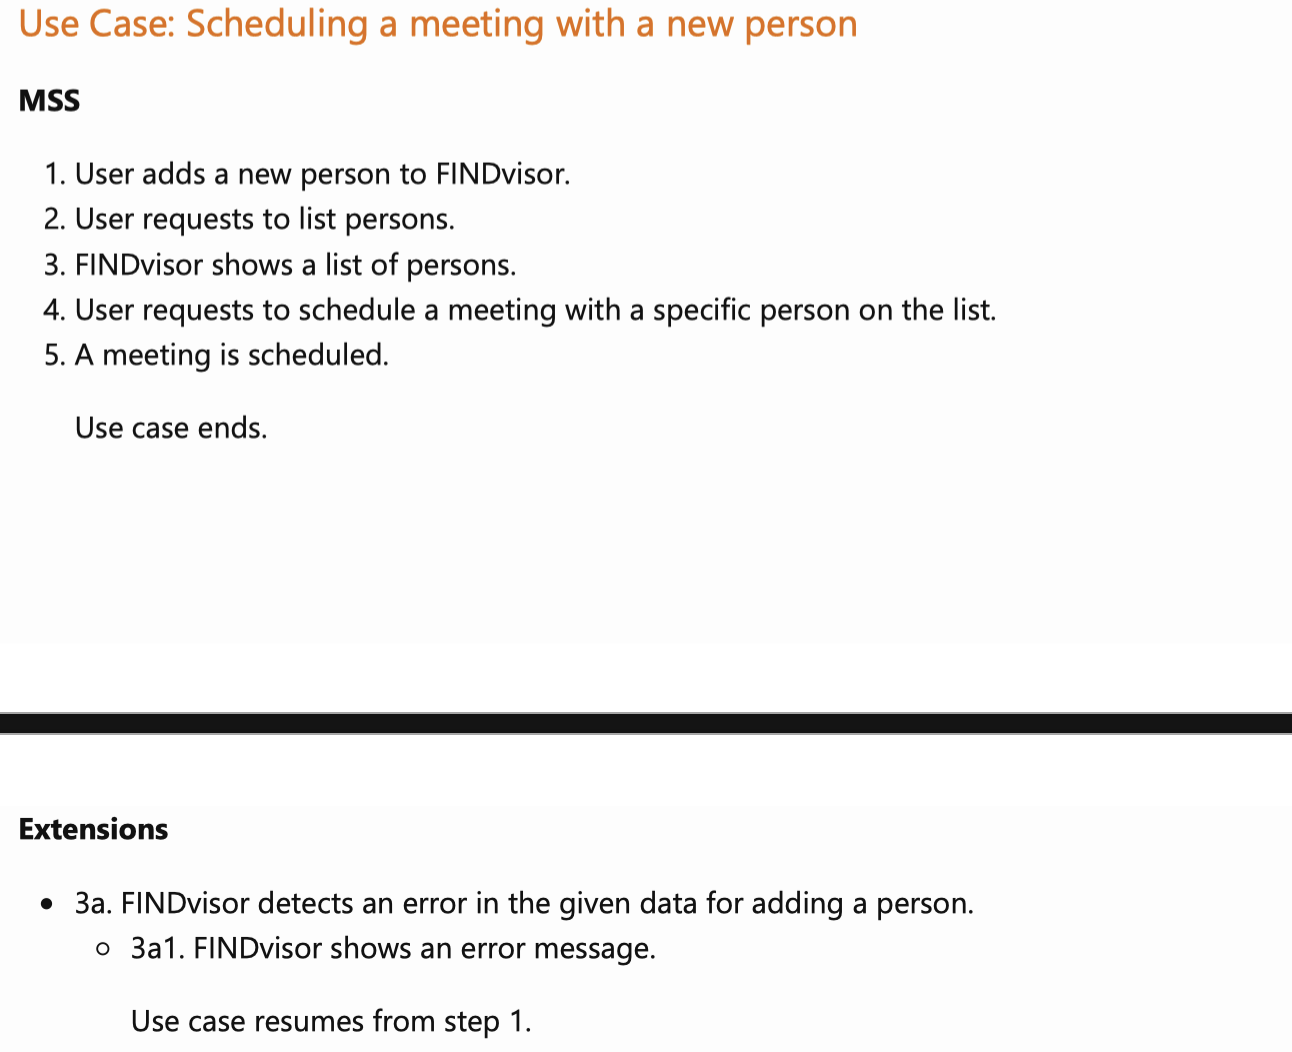 Use Case: Scheduling a meeting with a new person
MSS
1. User adds a new person to FINDvisor.
2. User requests to list persons.
3. FINDvisor shows a list of persons.
4. User requests to schedule a meeting with a specific person on the list.
5. A meeting is scheduled.
Use case ends.
Extensions
• 3a. FINDvisor detects an error in the given data for adding a person.
○ 3a1. FINDvisor shows an error message.
Use case resumes from step 1.